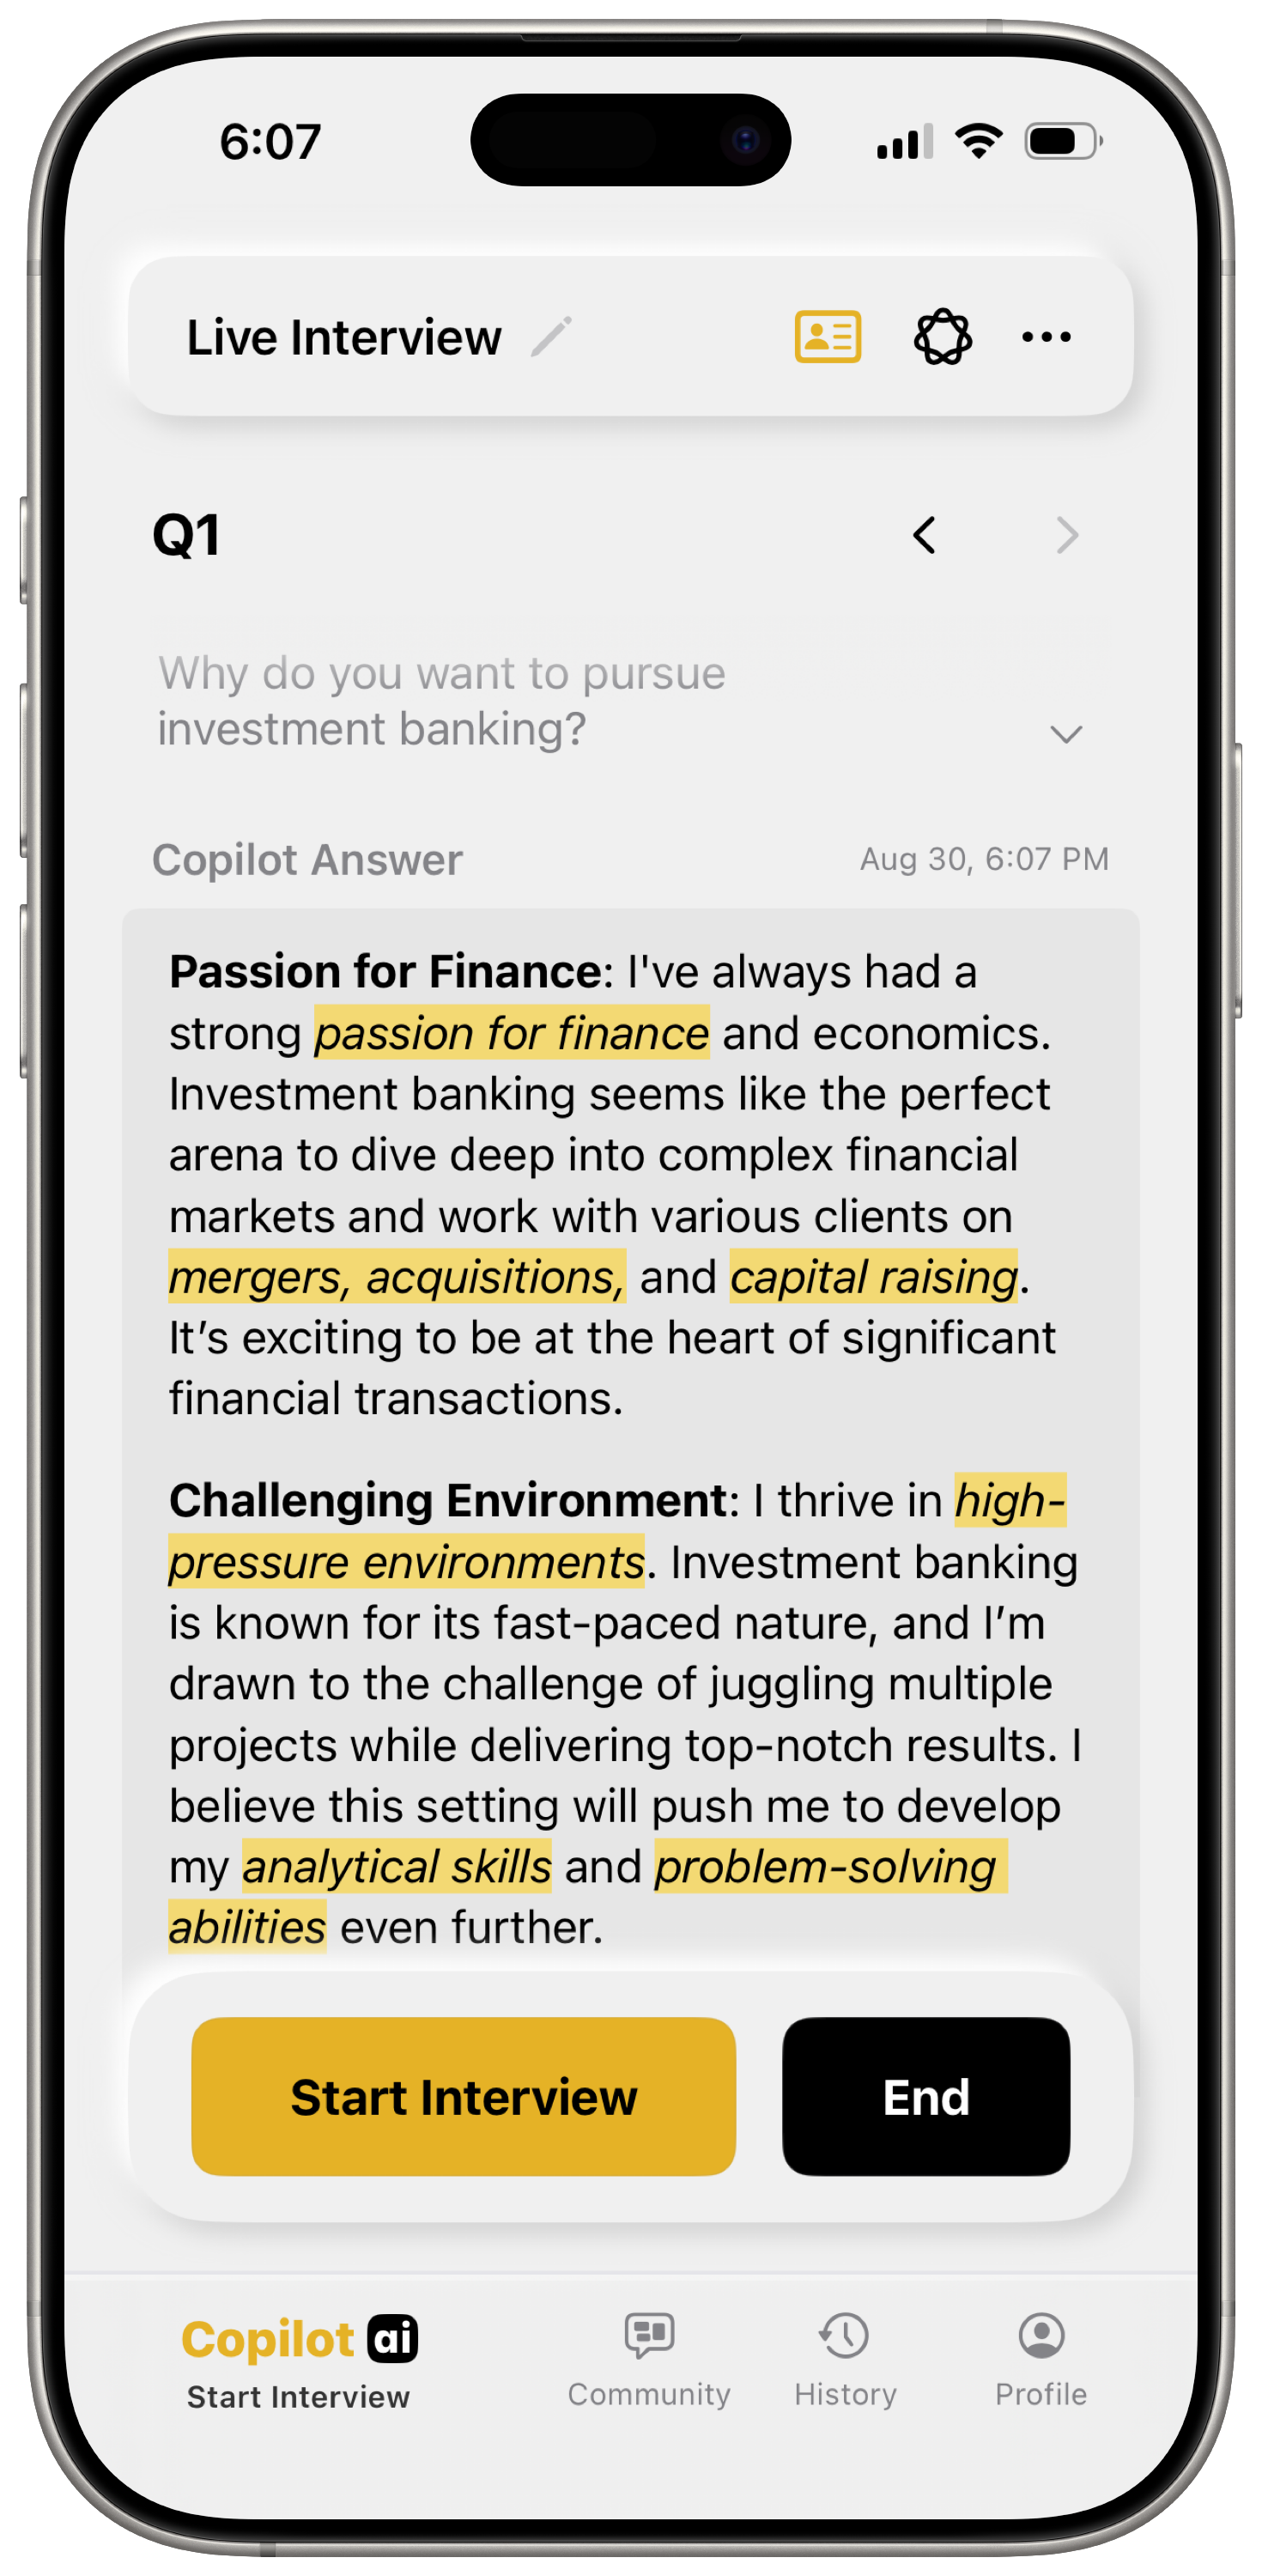 6:07
Live Interview
Q1
Why do you want to pursue
investment banking?
Copilot Answer
Aug 30, 6:07 PM
Passion for Finance: I've always had a
strong passion for finance and economics.
Investment banking seems like the perfect
arena to dive deep into complex financial
markets and work with various clients on
mergers, acquisitions, and capital raising.
It’s exciting to be at the heart of significant
financial transactions.
Challenging Environment: I thrive in high-
pressure environments. Investment banking
is known for its fast-paced nature, and I’m
drawn to the challenge of juggling multiple
projects while delivering top-notch results. I
believe this setting will push me to develop
my analytical skills and problem-solving
abilities even further.
Start Interview
End
Copilot ai
Start Interview
Community
History
Profile